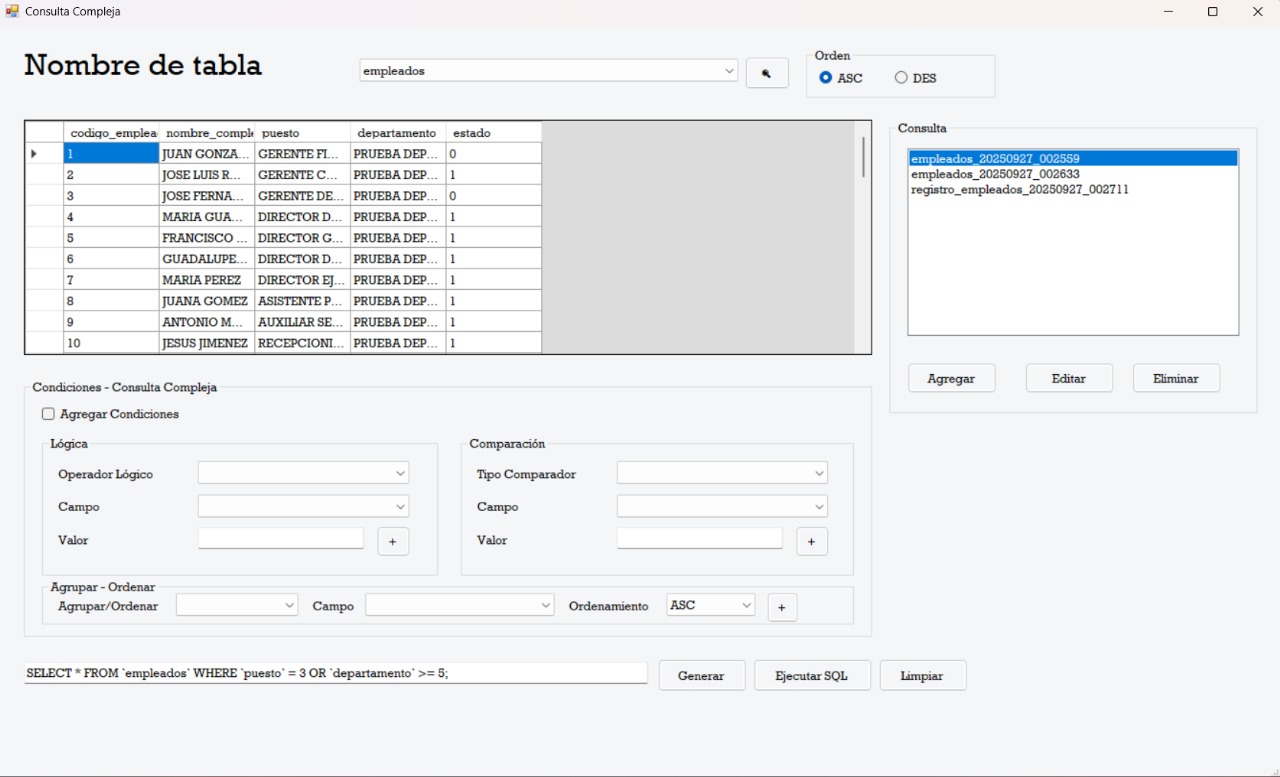 Consulta Compleja
Nombre de tabla
empleados
Orden
ASC
DES
codigo_emplea nombre_comple puesto departamento estado
1 JUAN GONZA... GERENTE FI... PRUEBA DEP... 0
2 JOSE LUIS R... GERENTE C... PRUEBA DEP... 1
3 JOSE FERNA... GERENTE DE... PRUEBA DEP... 0
4 MARIA GUA... DIRECTOR D... PRUEBA DEP... 1
5 FRANCISCO ... DIRECTOR G... PRUEBA DEP... 1
6 GUADALUPE... DIRECTOR D... PRUEBA DEP... 1
7 MARIA PEREZ DIRECTOR EJ... PRUEBA DEP... 1
8 JUANA GOMEZ ASISTENTE P... PRUEBA DEP... 1
9 ANTONIO M... AUXILIAR SE... PRUEBA DEP... 1
10 JESUS JIMENEZ RECEPCIONI... PRUEBA DEP... 1
Consulta
empleados_20250927_002559
empleados_20250927_002633
registro_empleados_20250927_002711
Agregar Editar Eliminar
Condiciones - Consulta Compleja
Agregar Condiciones
Lógica
Operador Lógico
Campo
Valor +
Comparación
Tipo Comparador
Campo
Valor +
Agrupar - Ordenar
Agrupar/Ordenar Campo Ordenamiento ASC +
SELECT * FROM `empleados` WHERE `puesto` = 3 OR `departamento` >= 5;
Generar Ejecutar SQL Limpiar